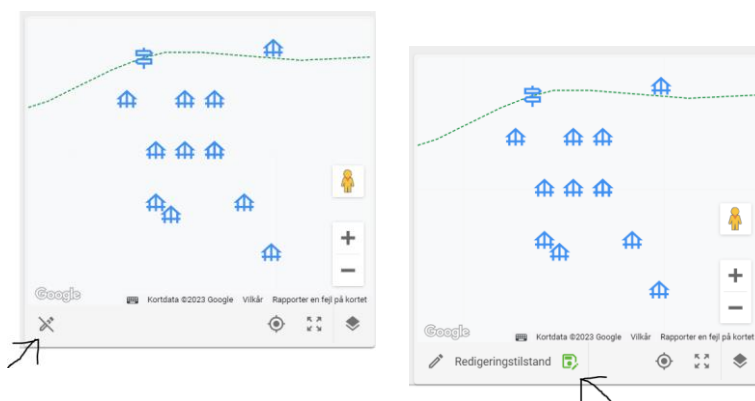 Google
Kortdata ©2023 Google Vilkår Rapporter en fejl på kortet
Google
Kortdata ©2023 Google Vilkår Rapporter en fejl på kortet
Redigeringstilstand